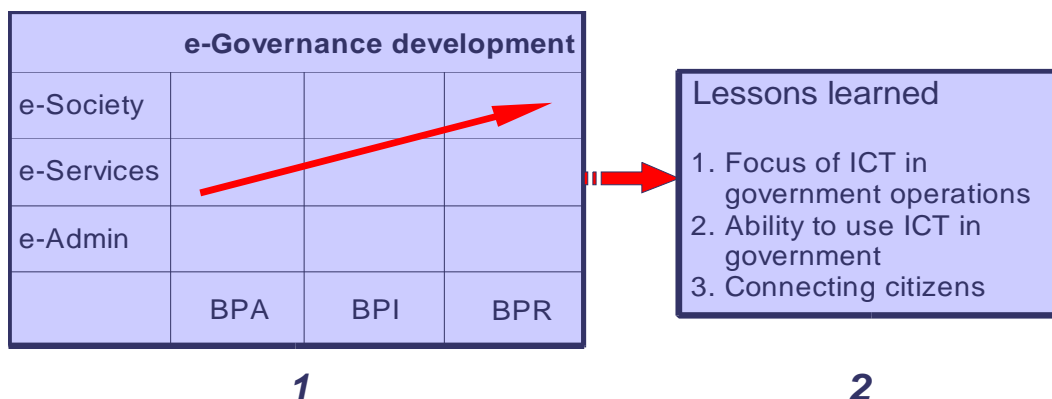 e-Governance development
e-Society
e-Services
e-Admin
BPA BPI BPR
Lessons learned
1. Focus of ICT in
government operations
2. Ability to use ICT in
government
3. Connecting citizens
1
2